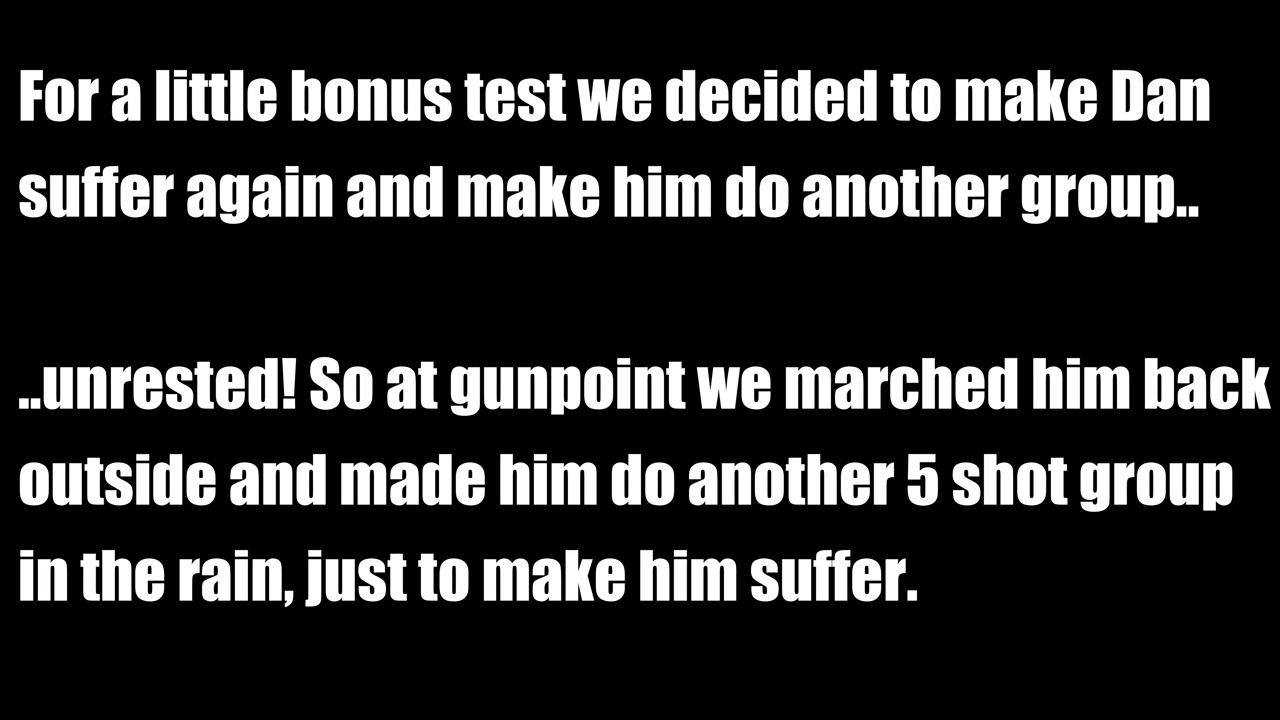 For a little bonus test we decided to make Dan
suffer again and make him do another group..
..unrested! So at gunpoint we marched him back
outside and made him do another 5 shot group
in the rain, just to make him suffer.